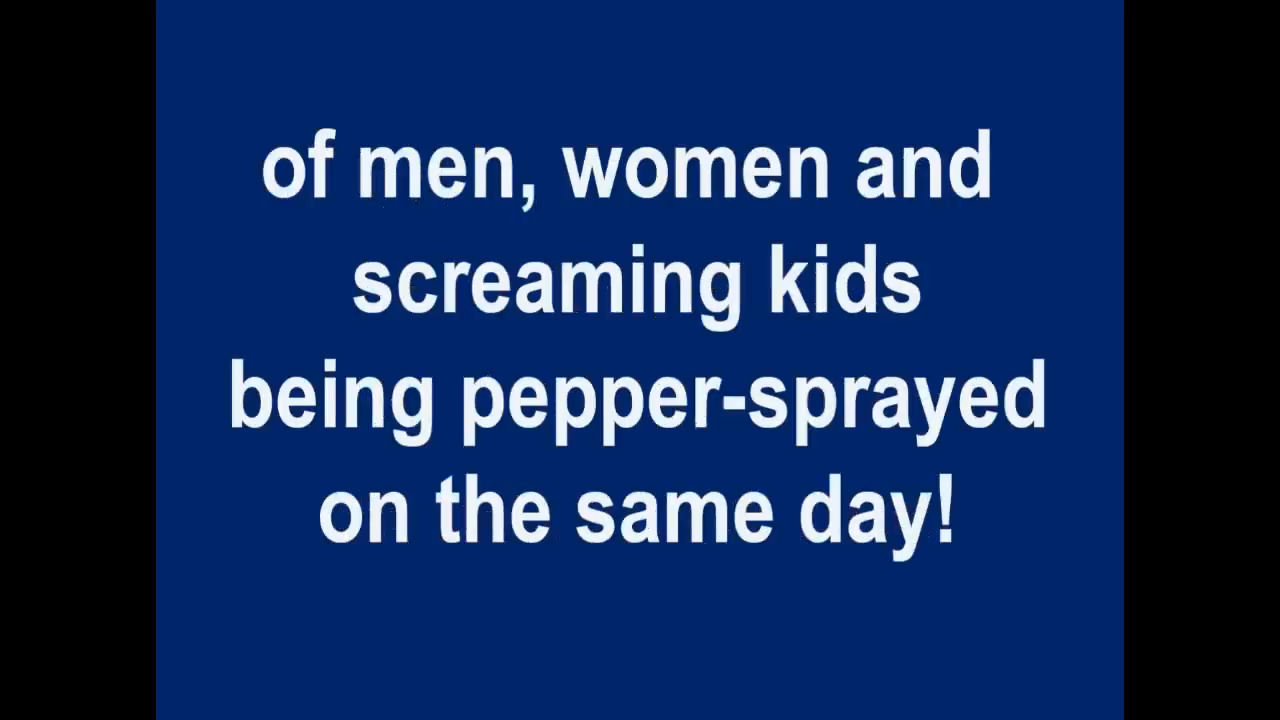 of men, women and
screaming kids
being pepper-sprayed
on the same day!